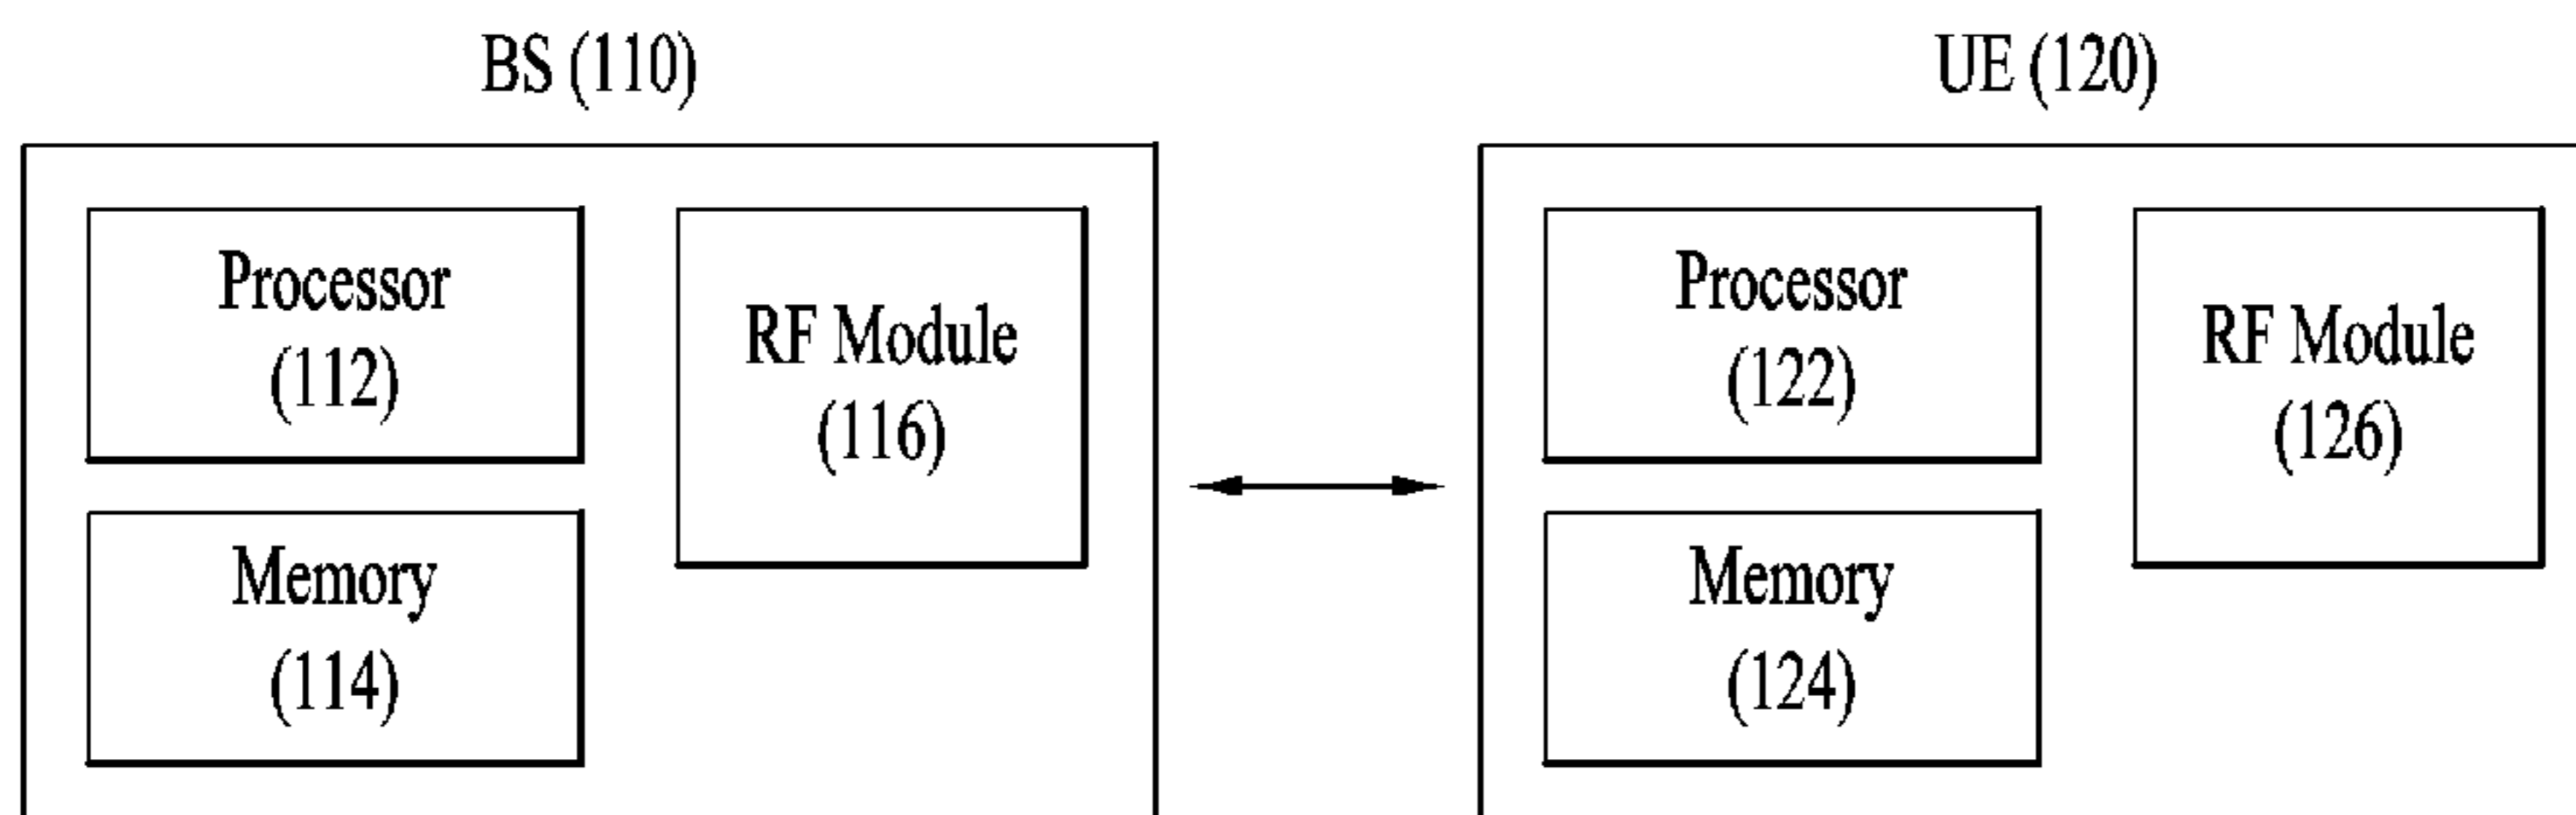 BS (110)
Processor
(112)
RF Module
(116)
Memory
(114)
UE (120)
Processor
(122)
RF Module
(126)
Memory
(124)